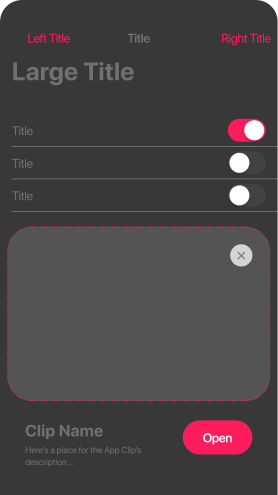 Left Title
Title
Right Title
Large Title
Title
Title
Title
Clip Name
Here's a place for the App Clip's
description...
Open